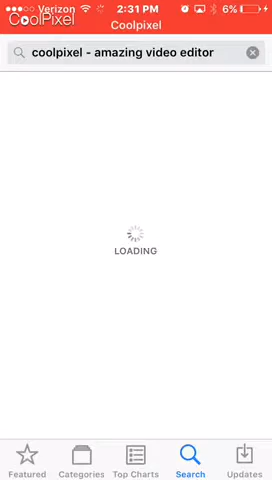 Verizon 2:31 PM 6%
CoolPixel
Coolpixel
coolpixel - amazing video editor
LOADING
Featured Categories Top Charts Search Updates